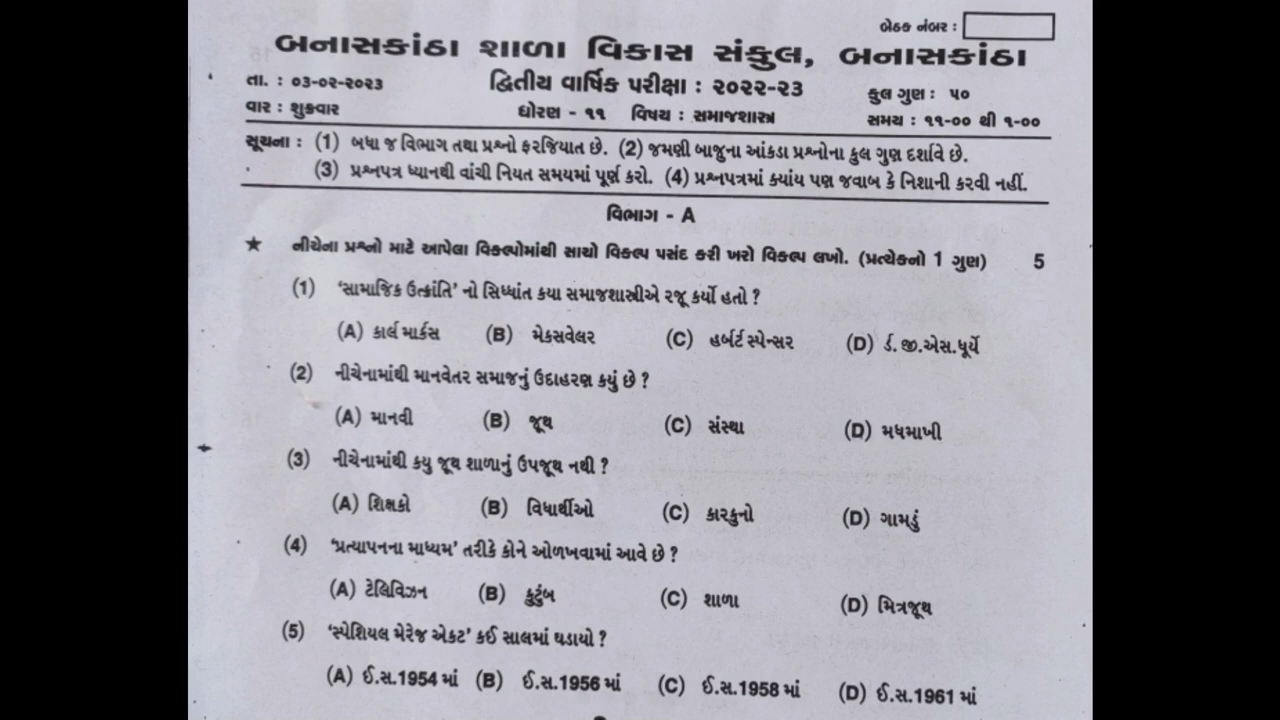 બેઠક નંબર :
બનાસકાંઠા શાળા વિકાસ સંકુલ, બનાસકાંઠા
તા. : ૦૩-૦૨-૨૦૨૩ દ્વિતીય વાર્ષિક પરીક્ષા : ૨૦૨૨-૨૩ કુલ ગુણ : ૫૦
વાર : શુક્રવાર ધોરણ - ૧૧ વિષય : સમાજશાસ્ત્ર સમય : ૧૧-૦૦ થી ૧-૦૦
સૂચના : (1) બધા જ વિભાગ તથા પ્રશ્નો ફરજિયાત છે. (2) જમણી બાજુના આંકડા પ્રશ્નોના કુલ ગુણ દર્શાવે છે.
(3) પ્રશ્નપત્ર ધ્યાનથી વાંચી નિયત સમયમાં પૂર્ણ કરો. (4) પ્રશ્નપત્રમાં ક્યાંય પણ જવાબ કે નિશાની કરવી નહીં.
વિભાગ - A
★ નીચેના પ્રશ્નો માટે આપેલા વિકલ્પોમાંથી સાચો વિકલ્પ પસંદ કરી ખરો વિકલ્પ લખો. (પ્રત્યેકનો 1 ગુણ) 5
(1) ‘સામાજિક ઉત્ક્રાંતિ’ નો સિધ્ધાંત કયા સમાજશાસ્ત્રીએ રજૂ કર્યો હતો ?
(A) કાર્લ માર્કસ (B) મેકસવેલર (C) હર્બર્ટ સ્પેન્સર (D) ર્ડ. જી.એસ.ધૂર્યે
(2) નીચેનામાંથી માનવેતર સમાજનું ઉદાહરણ કયું છે ?
(A) માનવી (B) જૂથ (C) સંસ્થા (D) મધમાખી
(3) નીચેનામાંથી કયુ જૂથ શાળાનું ઉપજૂથ નથી ?
(A) શિક્ષકો (B) વિધાર્થીઓ (C) કારકુનો (D) ગામડું
(4) ‘પ્રત્યાપનના માધ્યમ’ તરીકે કોને ઓળખવામાં આવે છે ?
(A) ટેલિવિઝન (B) કુટુંબ (C) શાળા (D) મિત્રજૂથ
(5) ‘સ્પેશિયલ મેરેજ એકટ’ કઈ સાલમાં ઘડાયો ?
(A) ઈ.સ.1954 માં (B) ઈ.સ.1956 માં (C) ઈ.સ.1958 માં (D) ઈ.સ.1961 માં